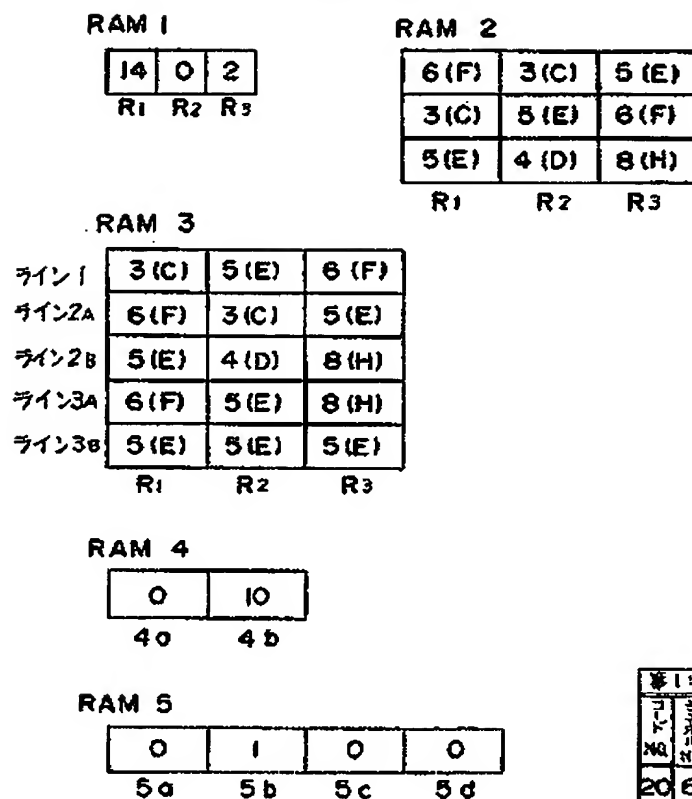 RAM 1
14 0 2
R1 R2 R3
RAM 2
6(F) 3(C) 5(E)
3(C) 5(E) 6(F)
5(E) 4(D) 8(H)
R1 R2 R3
RAM 3
ライン1 3(C) 5(E) 6(F)
ライン2A 6(F) 3(C) 5(E)
ライン2B 5(E) 4(D) 8(H)
ライン3A 6(F) 5(E) 8(H)
ライン3B 5(E) 5(E) 5(E)
R1 R2 R3
RAM 4
0 10
4a 4b
RAM 5
0 1 0 0
5a 5b 5c 5d
20 6